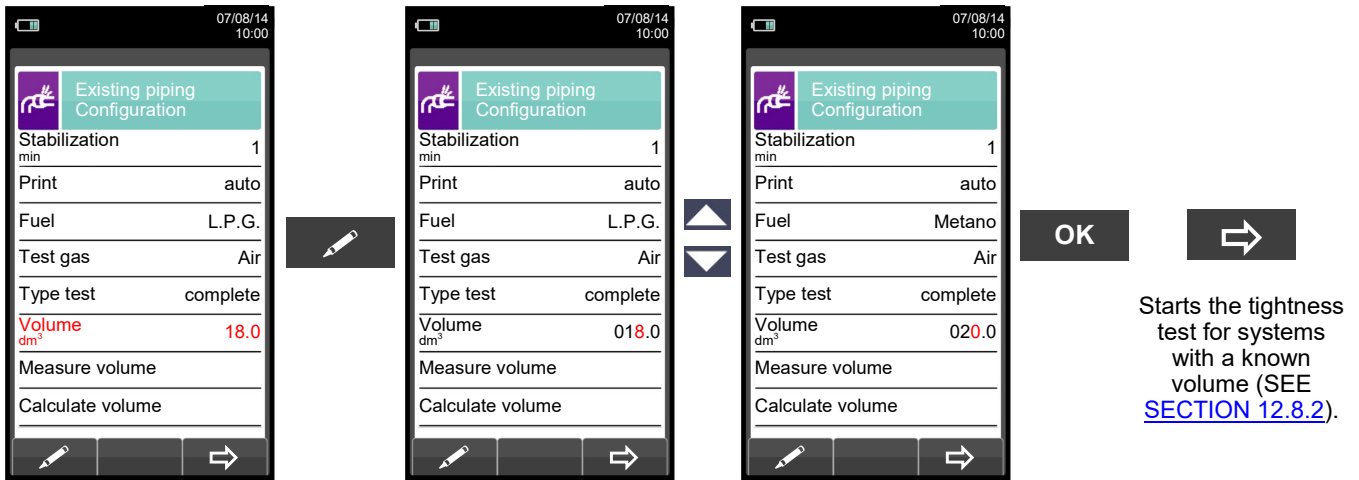 07/08/14
10:00
Existing piping
Configuration
Stabilization
min
1
Print auto
Fuel L.P.G.
Test gas Air
Type test complete
Volume
dm³
18.0
Measure volume
Calculate volume
07/08/14
10:00
Existing piping
Configuration
Stabilization
min
1
Print auto
Fuel L.P.G.
Test gas Air
Type test complete
Volume
dm³
018.0
Measure volume
Calculate volume
07/08/14
10:00
Existing piping
Configuration
Stabilization
min
1
Print auto
Fuel Metano
Test gas Air
Type test complete
Volume
dm³
020.0
Measure volume
Calculate volume
OK
Starts the tightness
test for systems
with a known
volume (SEE
SECTION 12.8.2).